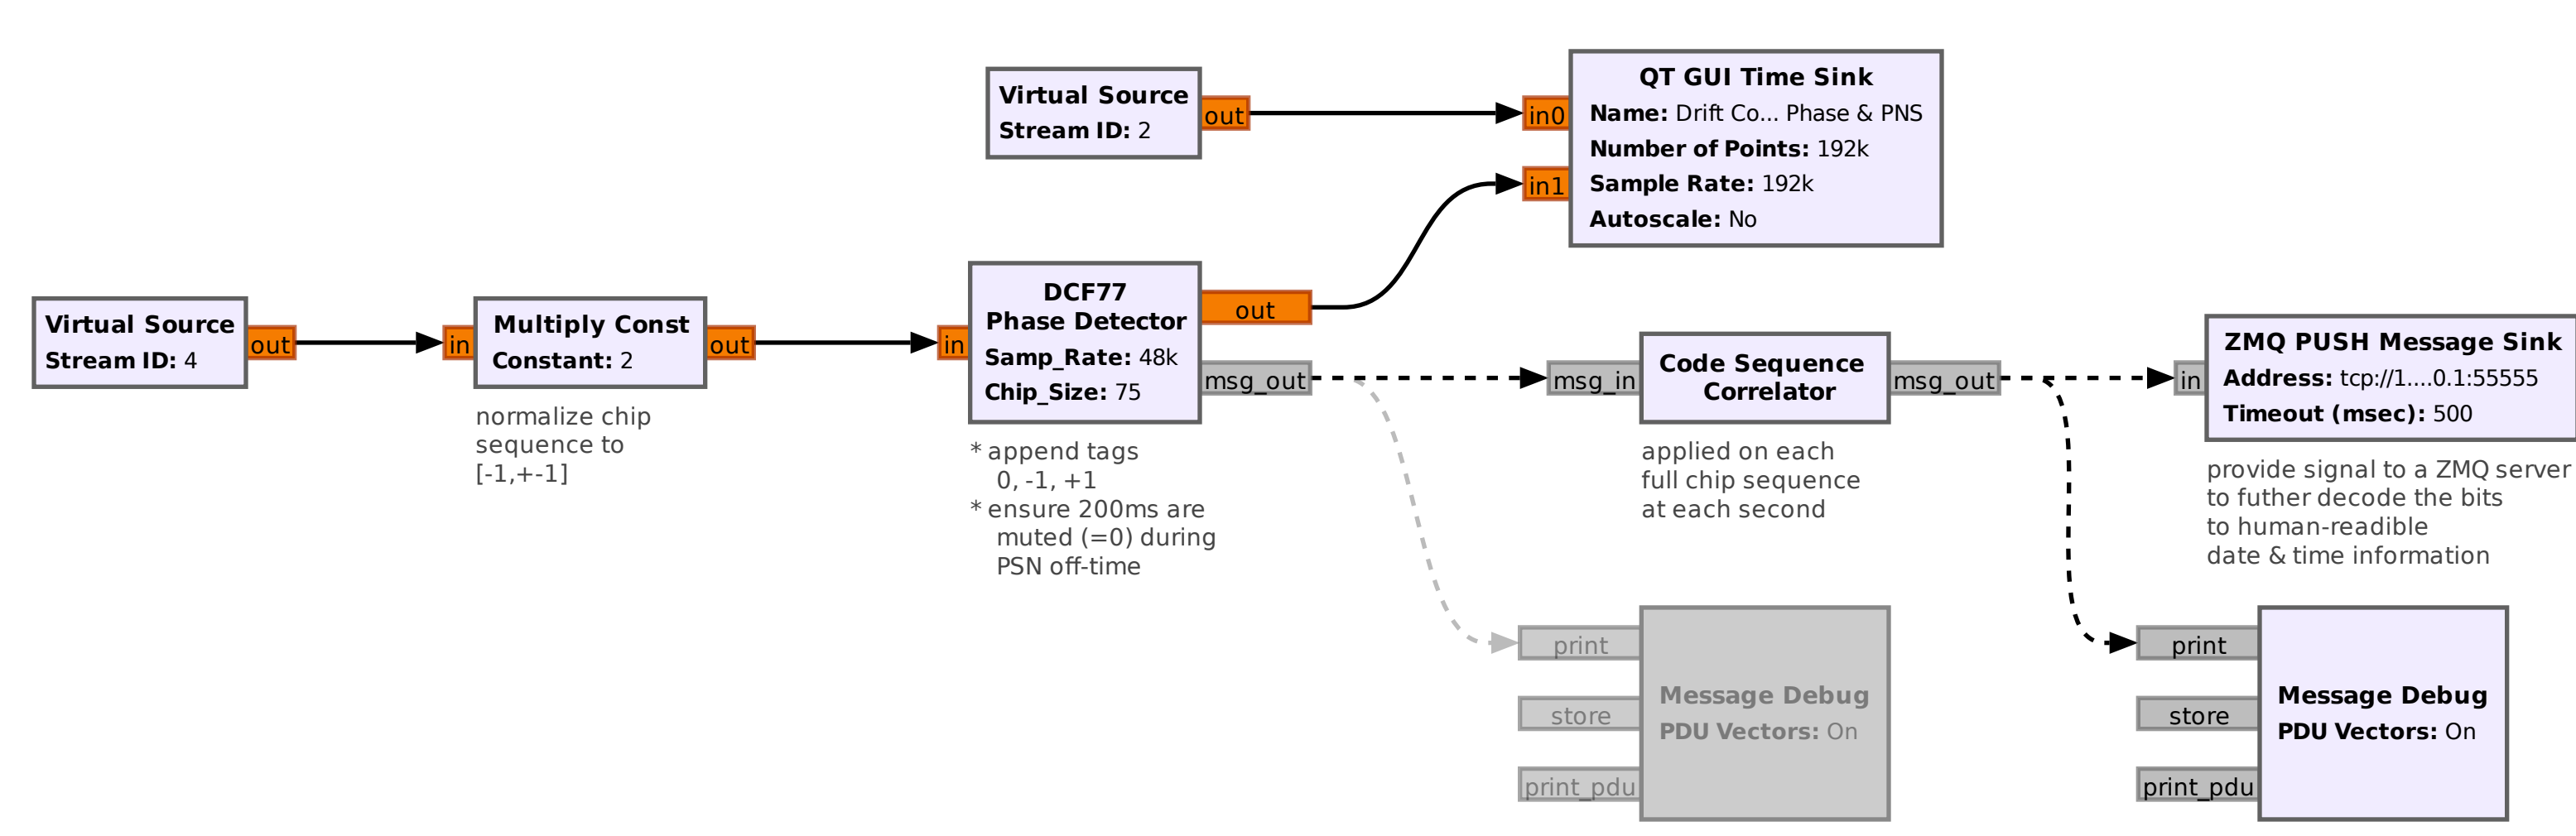 Virtual Source
Stream ID: 2
out
in0
in1
QT GUI Time Sink
Name: Drift Co... Phase & PNS
Number of Points: 192k
Sample Rate: 192k
Autoscale: No
Virtual Source
Stream ID: 4
out
in
Multiply Const
Constant: 2
out
normalize chip
sequence to
[-1,+-1]
in
DCF77
Phase Detector
Samp_Rate: 48k
Chip_Size: 75
out
msg_out
* append tags
0, -1, +1
* ensure 200ms are
muted (=0) during
PSN off-time
msg_in
Code Sequence
Correlator
msg_out
applied on each
full chip sequence
at each second
in
ZMQ PUSH Message Sink
Address: tcp://1....0.1:55555
Timeout (msec): 500
provide signal to a ZMQ server
to futher decode the bits
to human-readible
date & time information
print
store
print_pdu
Message Debug
PDU Vectors: On
print
store
print_pdu
Message Debug
PDU Vectors: On